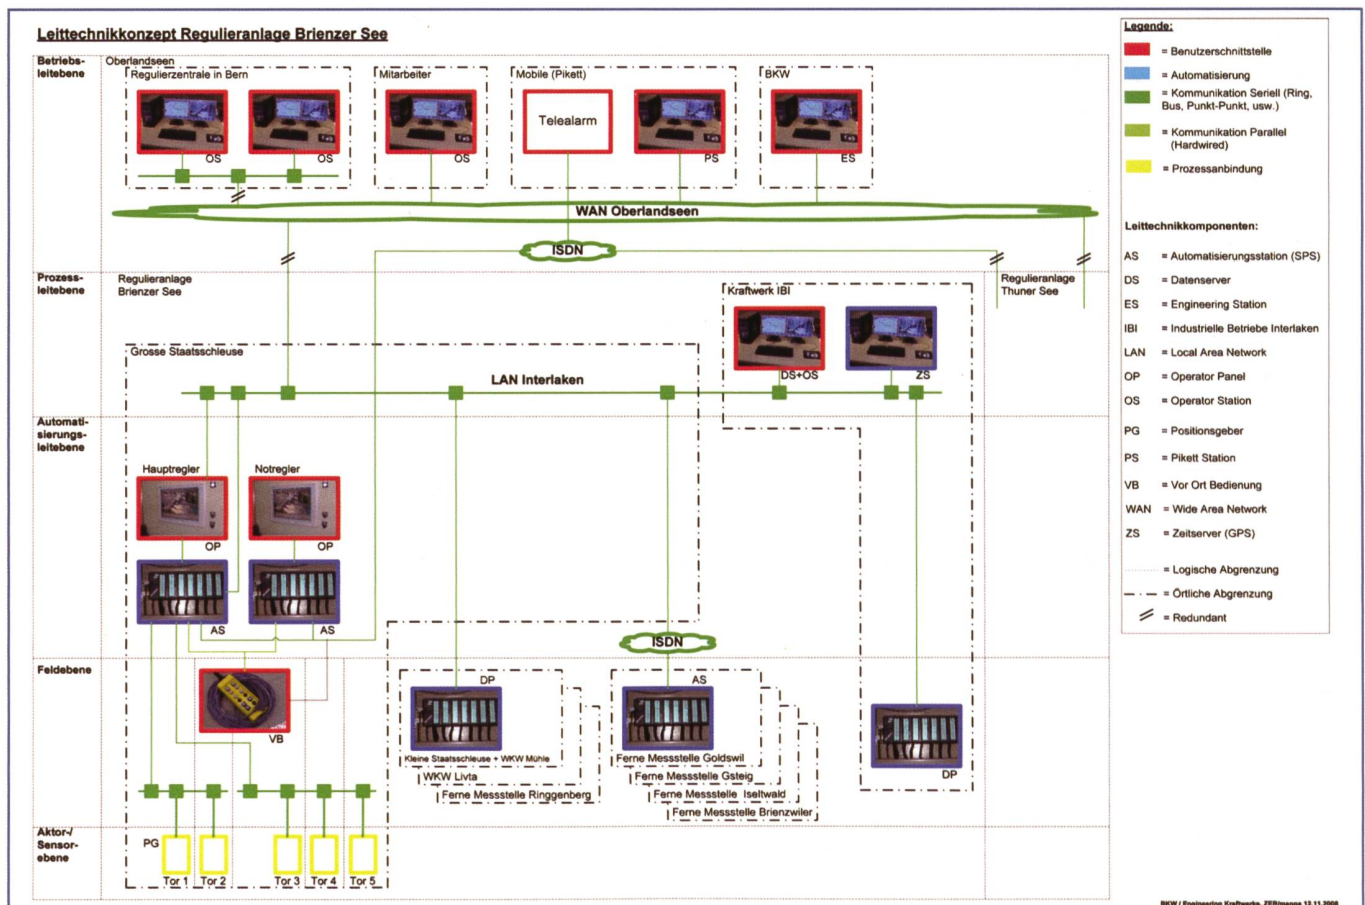 Leittechnikkonzept Regulieranlage Brienzer See
Betriebs-
leitebene
Oberlandseen
Regulierzentrale in Bern
Mitarbeiter
Mobile (Pikett)
BKW
Telealarm
OS
OS
OS
PS
ES
WAN Oberlandseen
ISDN
Prozess-
leitebene
Regulieranlage
Brienzer See
Kraftwerk IBI
Regulieranlage
Thuner See
Grosse Staatsschleuse
DS+OS
ZS
LAN Interlaken
Automati-
sierungs-
leitebene
Hauptregler
Notregler
OP
OP
AS
AS
ISDN
Feldebene
DP
AS
VB
Kleine Staatsschleuse + WKW Mühle
WKW Livta
Ferne Messstelle Ringgenberg
Ferne Messstelle Goldswil
Ferne Messstelle Gsteig
Ferne Messstelle Iseltwald
Ferne Messstelle Brienzwiler
DP
Aktor-/
Sensor-
ebene
PG
Tor 1
Tor 2
Tor 3
Tor 4
Tor 5
Legende:
= Benutzerschnittstelle
= Automatisierung
= Kommunikation Seriell (Ring,
Bus, Punkt-Punkt, usw.)
= Kommunikation Parallel
(Hardwired)
= Prozessanbindung
Leittechnikkomponenten:
AS = Automatisierungsstation (SPS)
DS = Datenserver
ES = Engineering Station
IBI = Industrielle Betriebe Interlaken
LAN = Local Area Network
OP = Operator Panel
OS = Operator Station
PG = Positionsgeber
PS = Pikett Station
VB = Vor Ort Bedienung
WAN = Wide Area Network
ZS = Zeitserver (GPS)
= Logische Abgrenzung
= Örtliche Abgrenzung
= Redundant
BKW / Engineering Kraftwerke, 12.11.2008